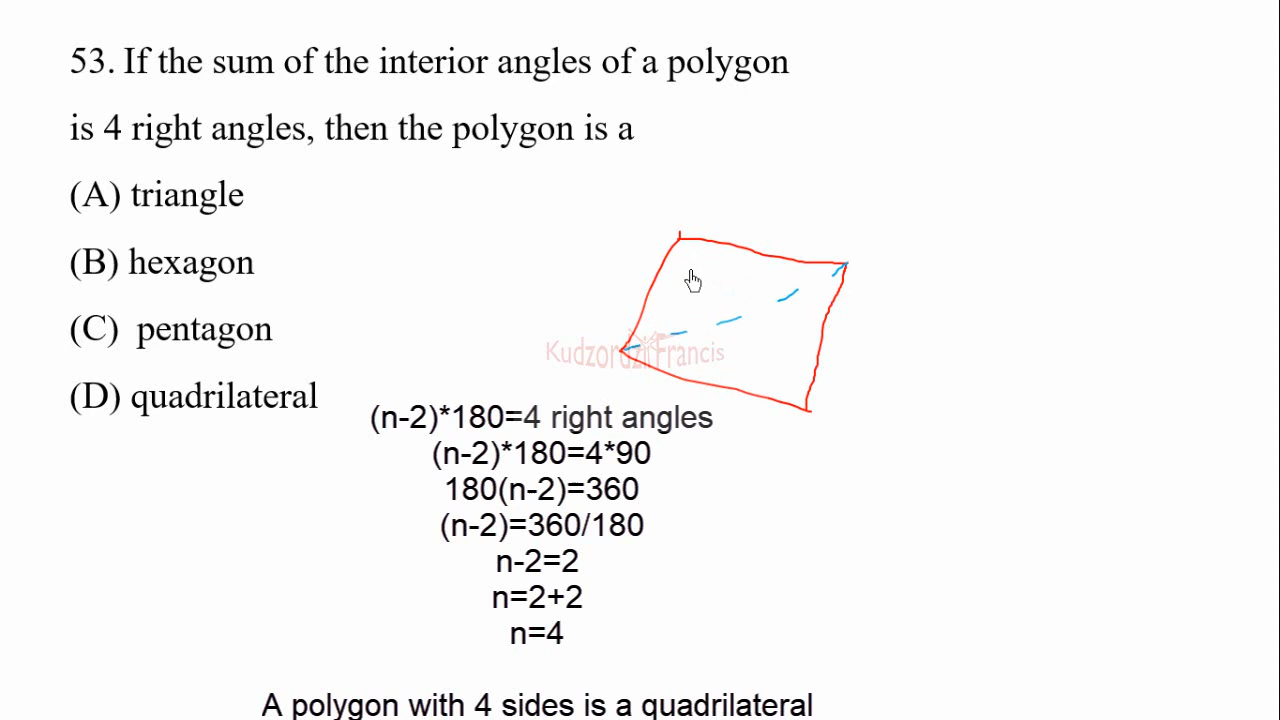 53. If the sum of the interior angles of a polygon
is 4 right angles, then the polygon is a
(A) triangle
(B) hexagon
(C) pentagon
(D) quadrilateral
Kudzordzi Francis
(n-2)*180=4 right angles
(n-2)*180=4*90
180(n-2)=360
(n-2)=360/180
n-2=2
n=2+2
n=4
A polygon with 4 sides is a quadrilateral